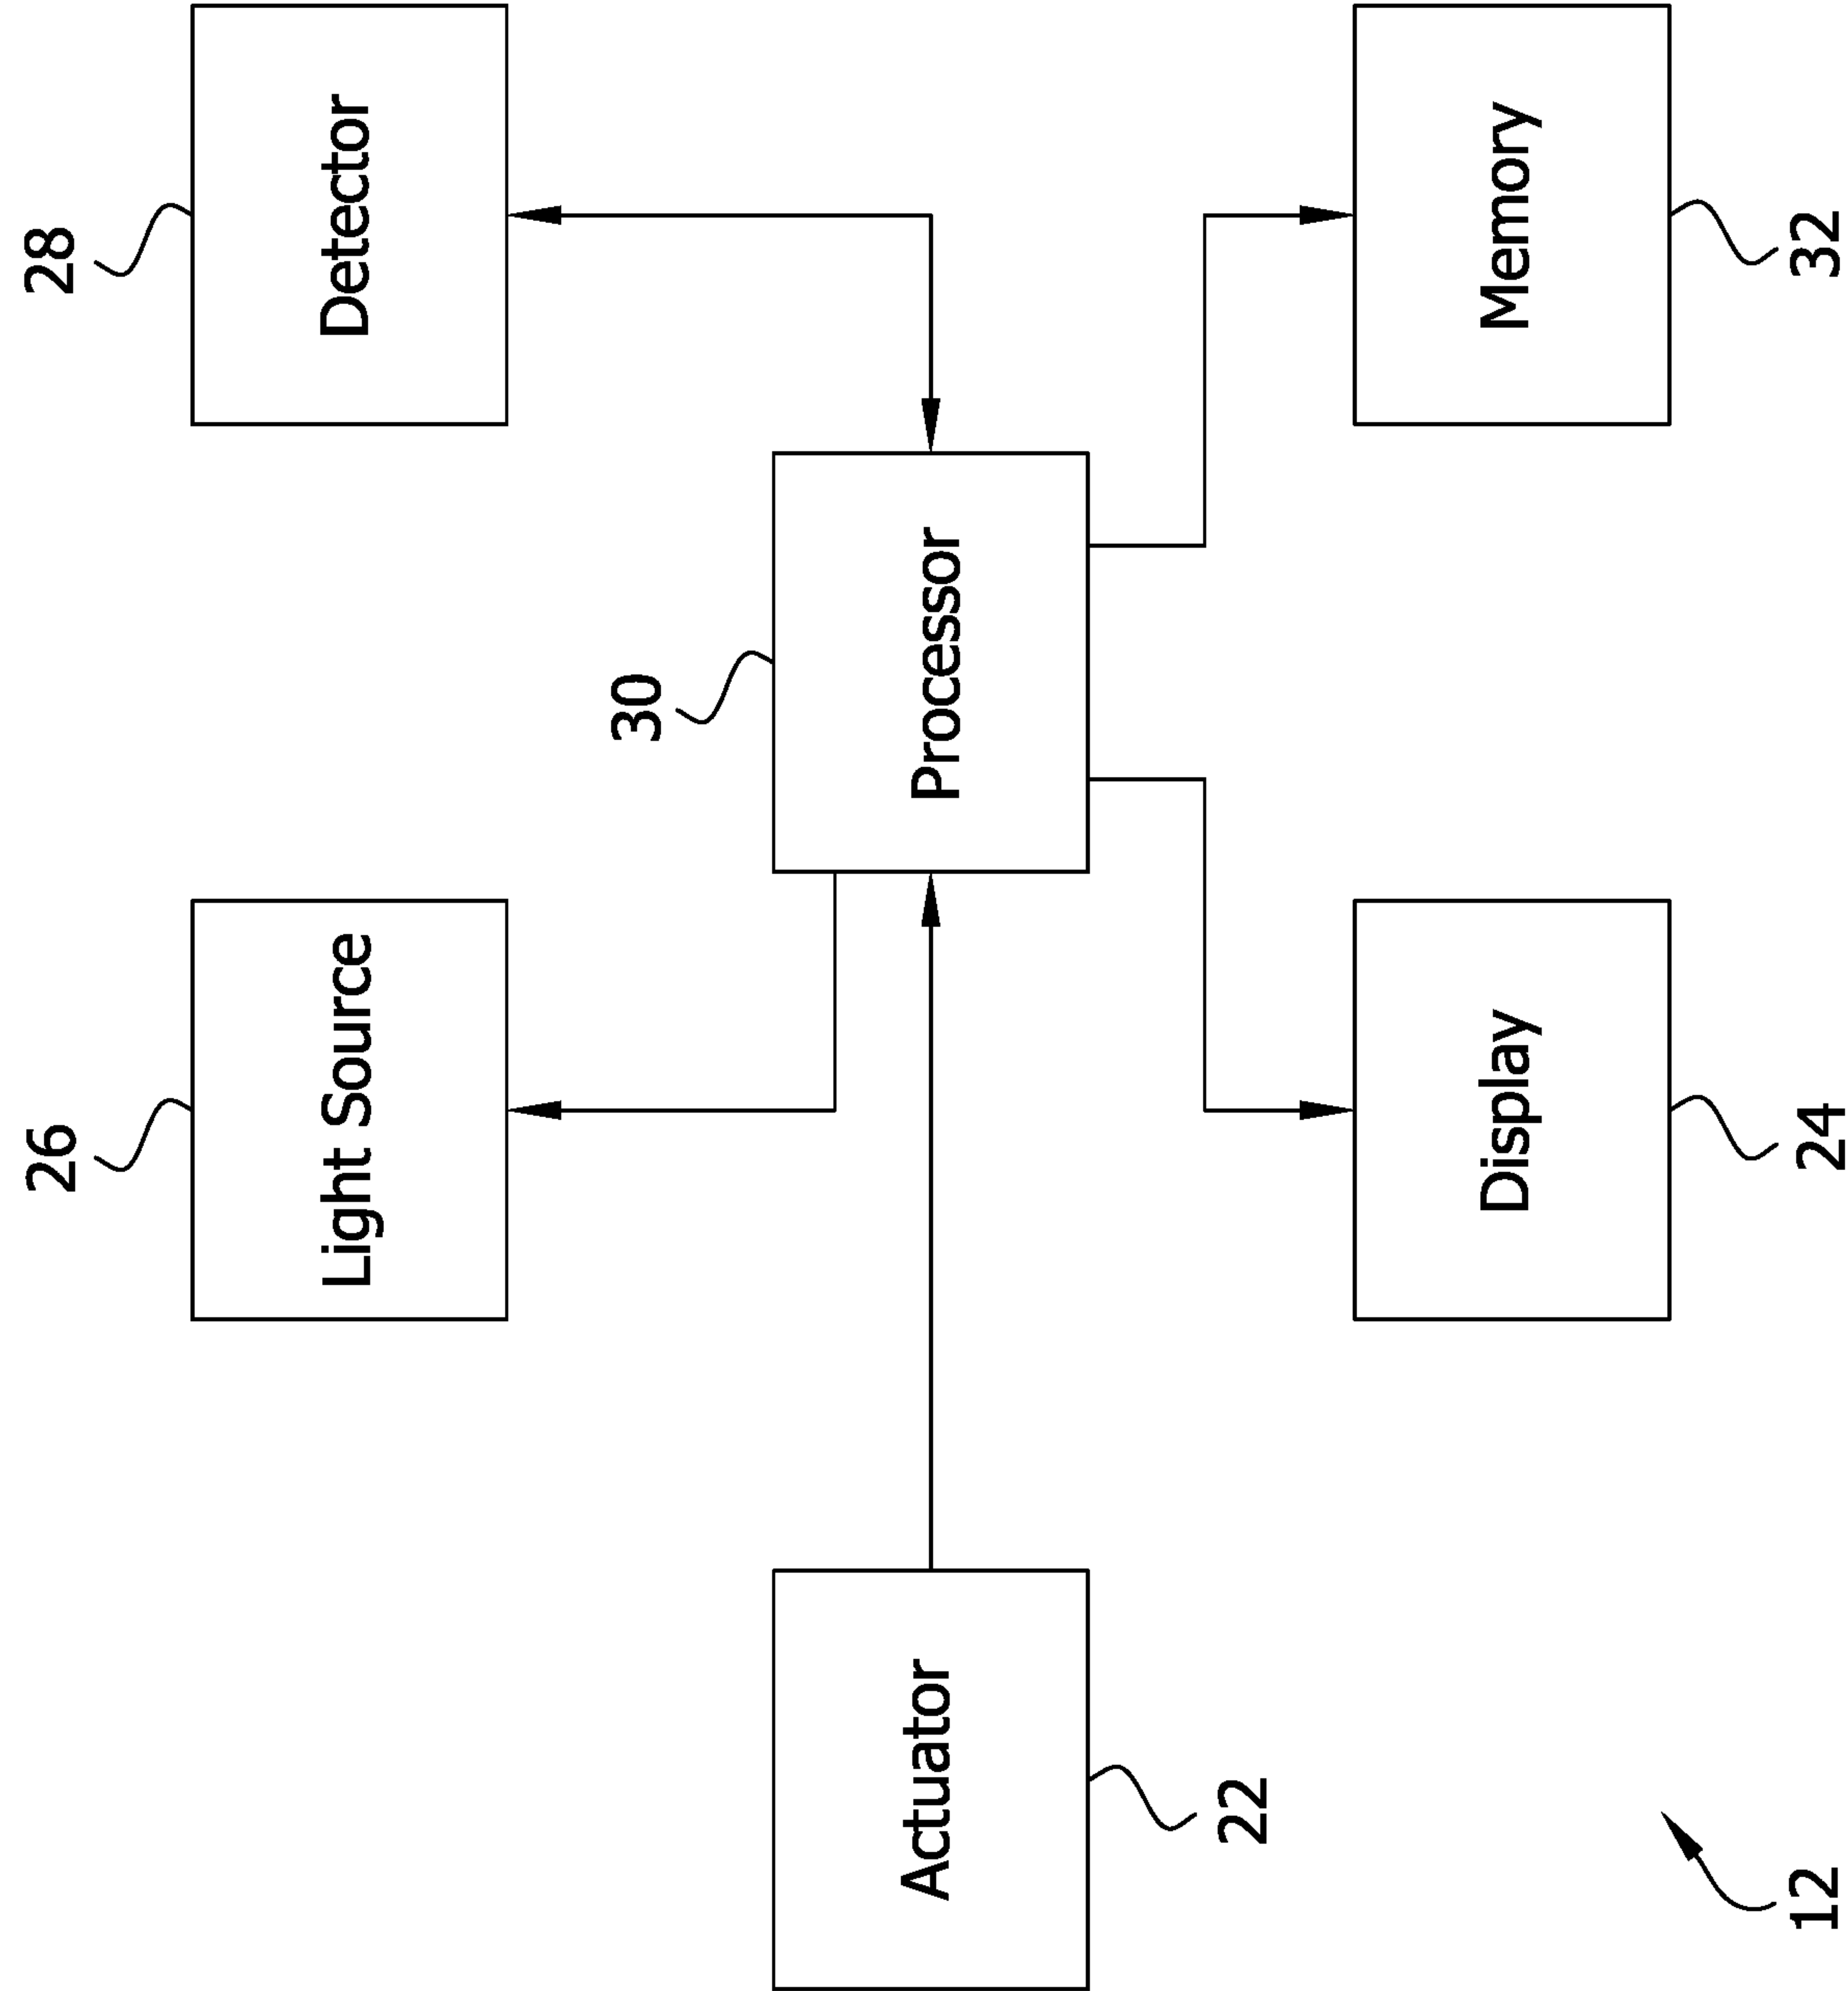 26
28
Light Source
Detector
30
Actuator
Processor
22
Display
Memory
12
24
32